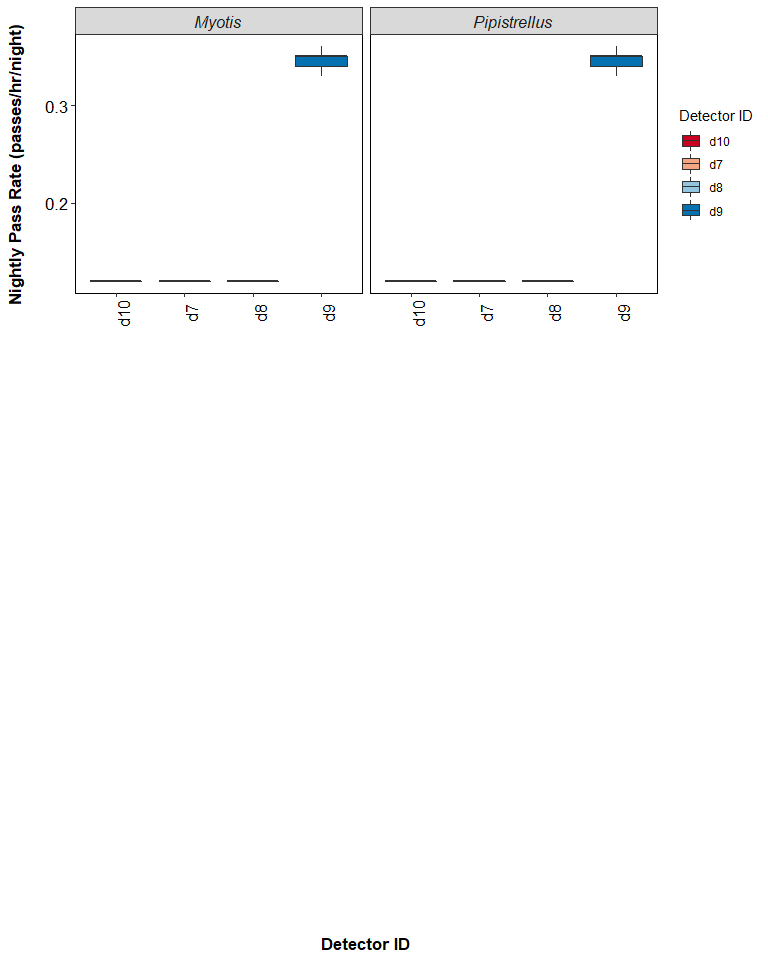 Myotis
Pipistrellus
Nightly Pass Rate (passes/hr/night)
0.3
0.2
d10
d7
d8
d9
d10
d7
d8
d9
Detector ID
Detector ID
d10
d7
d8
d9